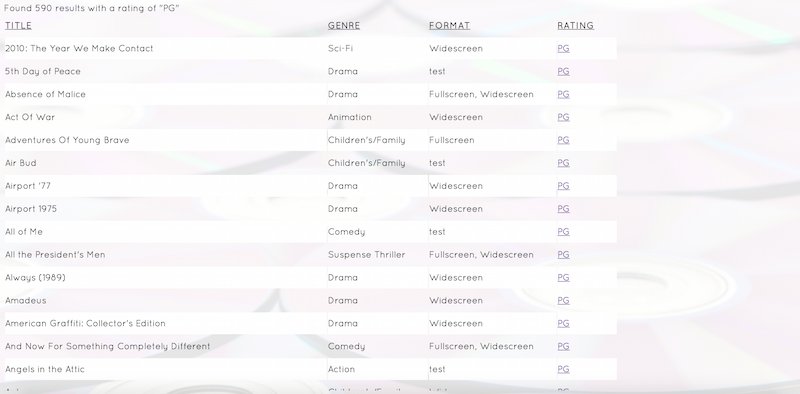 Found 590 results with a rating of "PG"
TITLE GENRE FORMAT RATING
2010: The Year We Make Contact Sci-Fi Widescreen PG
5th Day of Peace Drama test PG
Absence of Malice Drama Fullscreen, Widescreen PG
Act Of War Animation Widescreen PG
Adventures Of Young Brave Children's/Family Fullscreen PG
Air Bud Children's/Family test PG
Airport '77 Drama Widescreen PG
Airport 1975 Drama Widescreen PG
All of Me Comedy test PG
All the President's Men Suspense Thriller Fullscreen, Widescreen PG
Always (1989) Drama Widescreen PG
Amadeus Drama Widescreen PG
American Graffiti: Collector's Edition Drama Widescreen PG
And Now For Something Completely Different Comedy Fullscreen, Widescreen PG
Angels in the Attic Action test PG